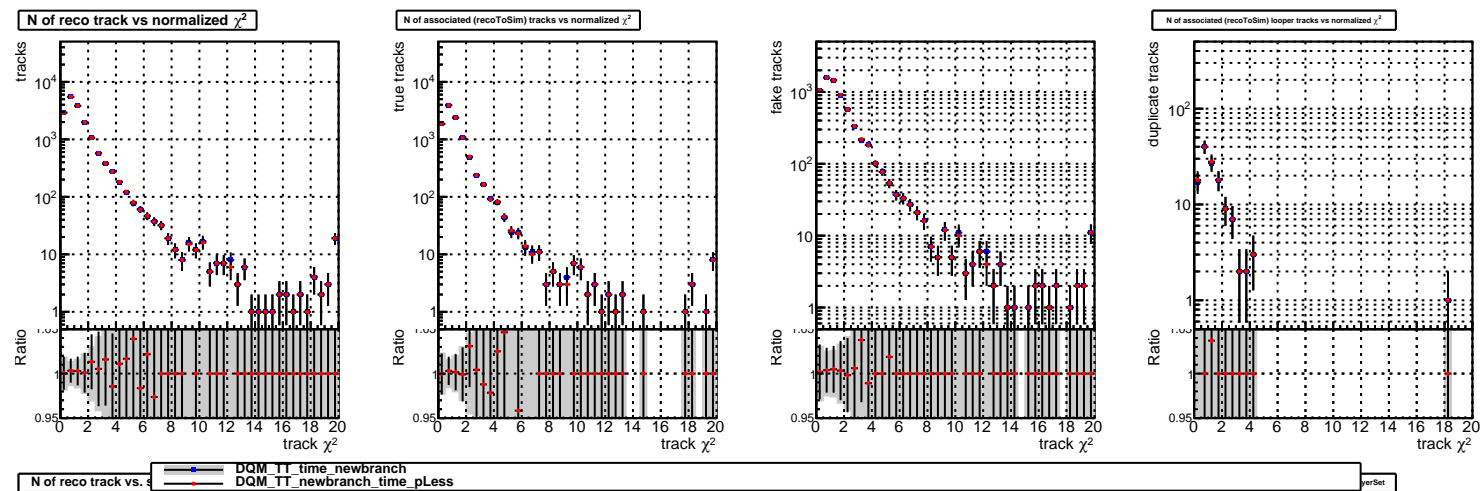 N of reco track vs normalized χ²
N of associated (recoToSim) tracks vs normalized χ²
N of associated (recoToSim) looper tracks vs normalized χ²
tracks
10⁴
10³
10²
10
1
Ratio
1
0.95
0 2 4 6 8 10 12 14 16 18 20
track χ²
true tracks
10⁴
10³
10²
10
1
Ratio
1
0.95
0 2 4 6 8 10 12 14 16 18 20
track χ²
fake tracks
10³
10²
10
1
Ratio
1
0.95
0 2 4 6 8 10 12 14 16 18 20
track χ²
duplicate tracks
10²
10
1
Ratio
1
0.95
0 2 4 6 8 10 12 14 16 18 20
track χ²
N of reco track vs.
DQM_TT_time_newbranch
DQM_TT_newbranch_time_pLess